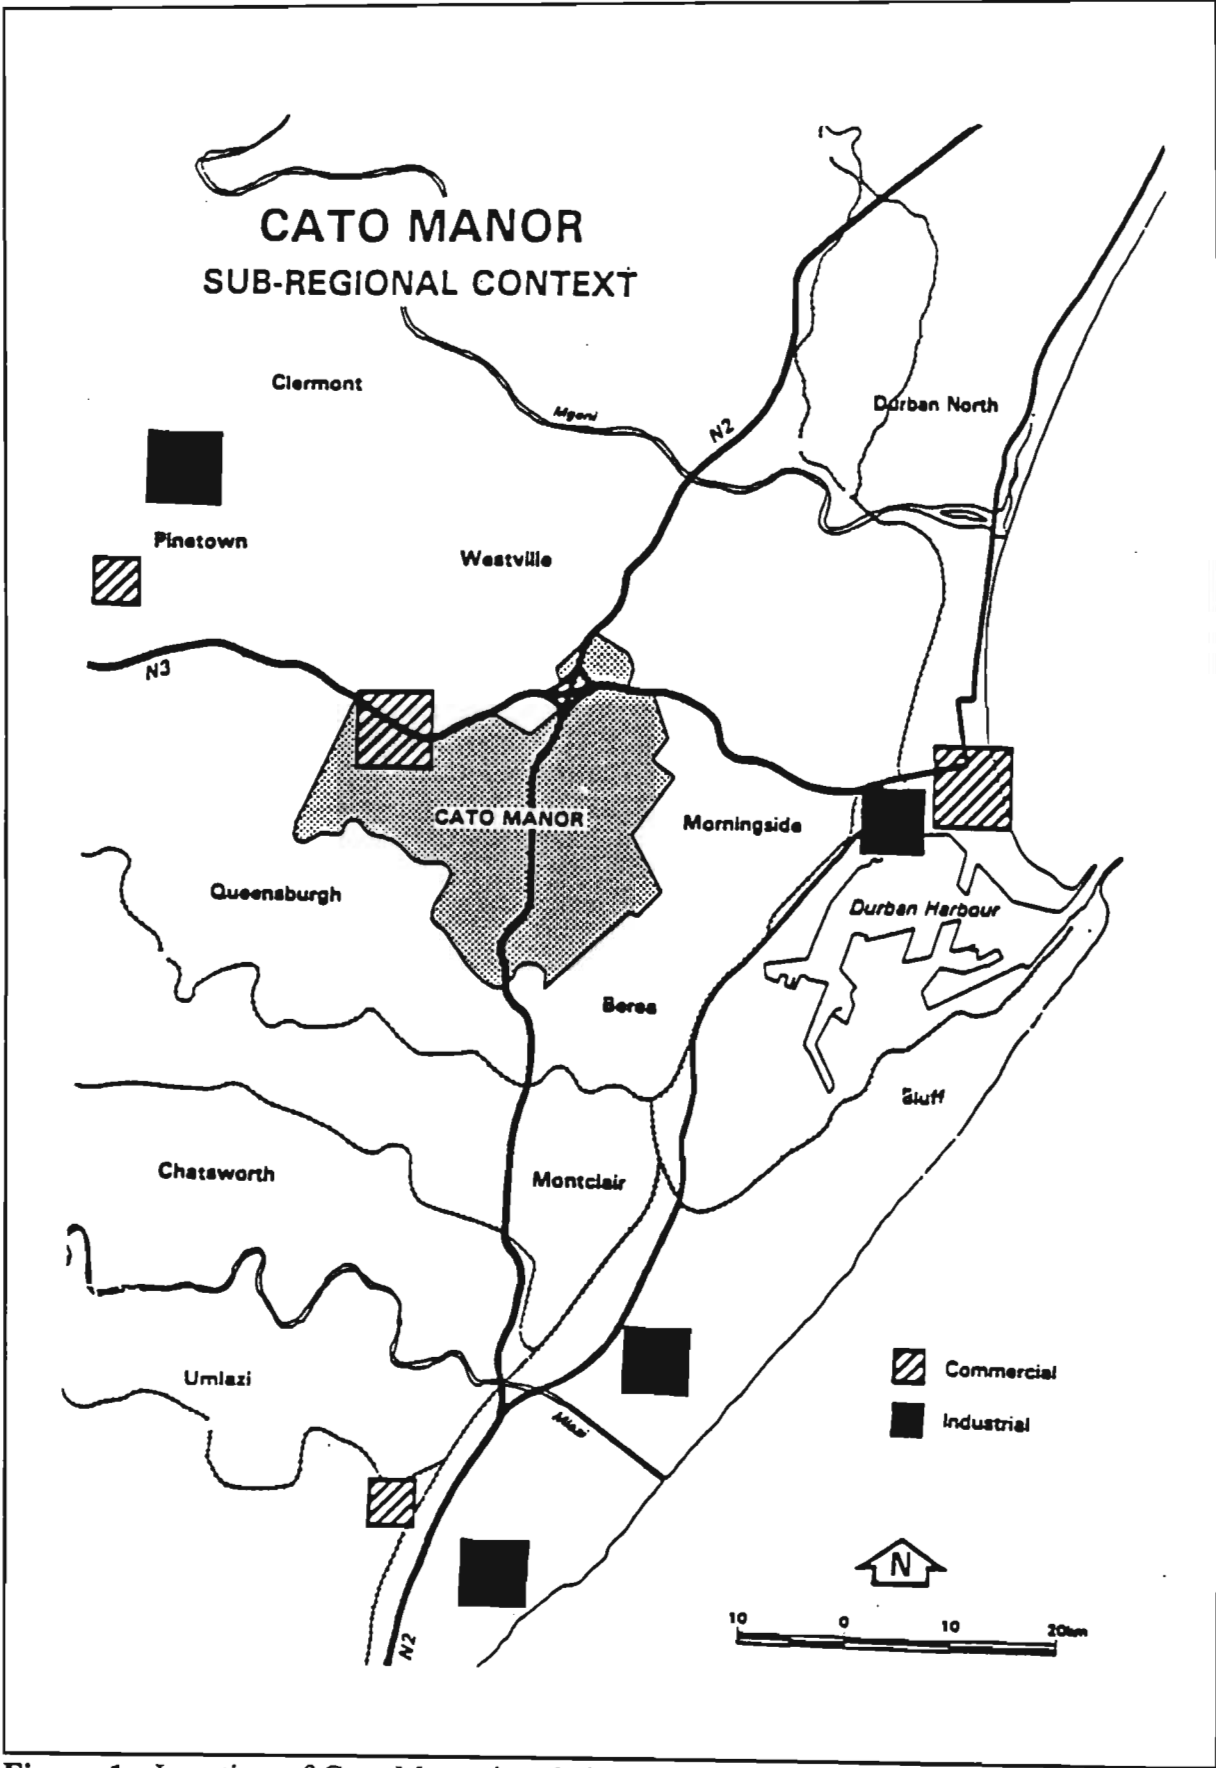 CATO MANOR
SUB-REGIONAL CONTEXT
Clermont
Mgeni
N2
Durban North
Pinetown
Westville
N3
CATO MANOR
Morningside
Queensburgh
Durban Harbour
Berea
Bluff
Chatsworth
Montclair
Umlazi
Mlazi
Commercial
Industrial
N
10 0 10 20km
N2